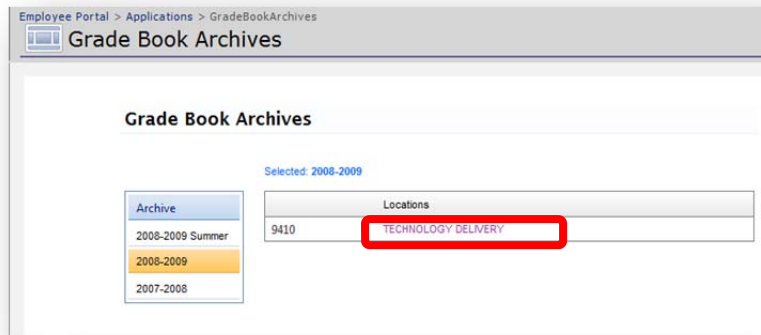 Employee Portal > Applications > GradeBookArchives
Grade Book Archives
Grade Book Archives
Selected: 2008-2009
Archive
2008-2009 Summer
2008-2009
2007-2008
Locations
9410 TECHNOLOGY DELIVERY